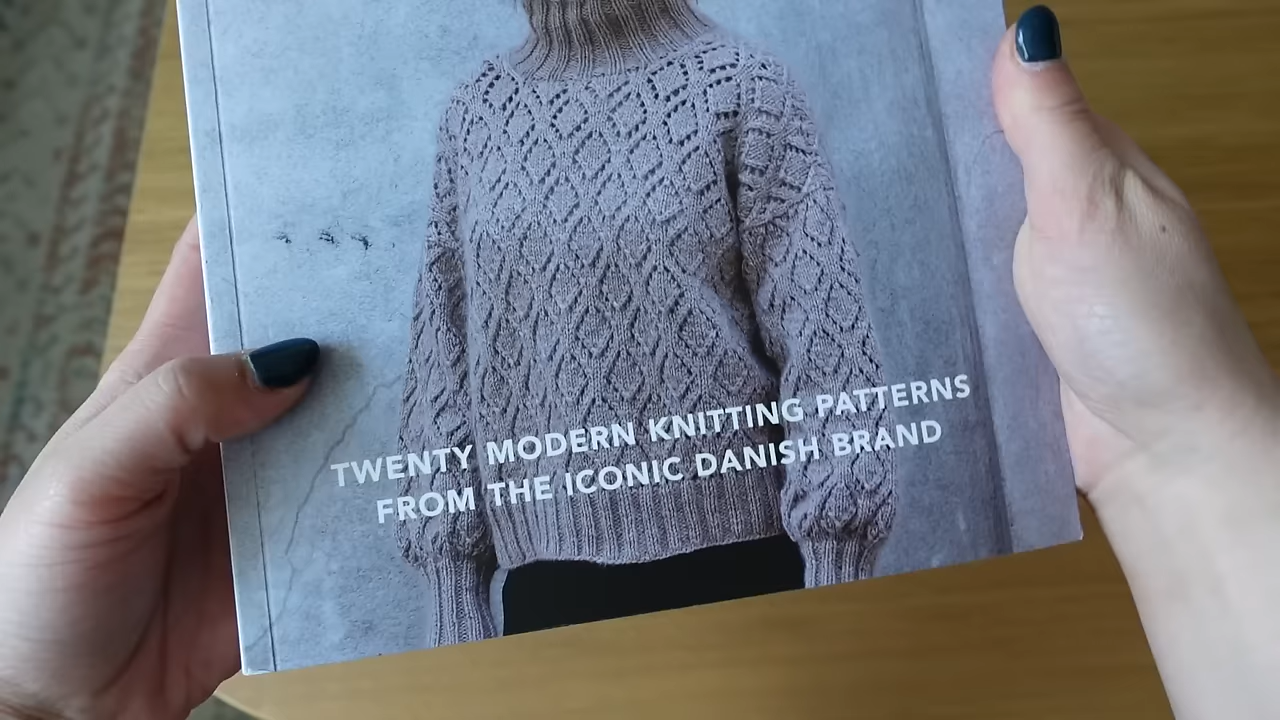 TWENTY MODERN KNITTING PATTERNS
FROM THE ICONIC DANISH BRAND